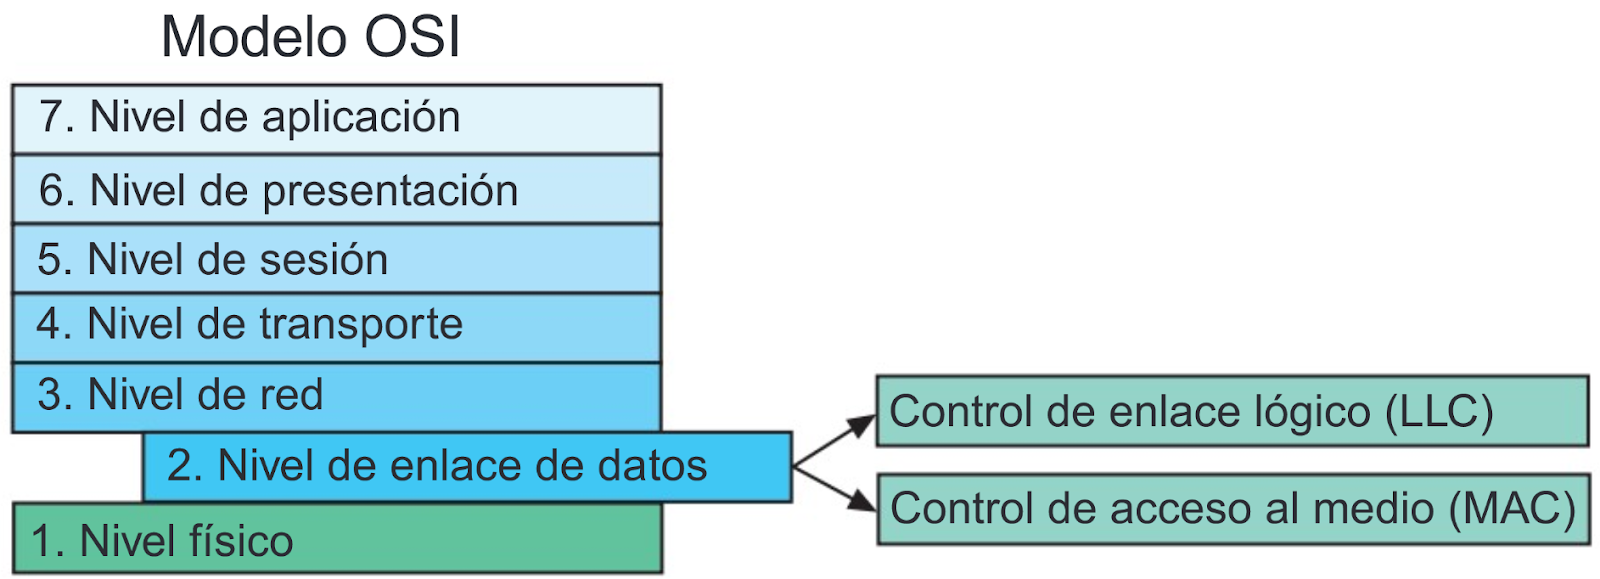 Modelo OSI
7. Nivel de aplicación
6. Nivel de presentación
5. Nivel de sesión
4. Nivel de transporte
3. Nivel de red
2. Nivel de enlace de datos
1. Nivel físico
Control de enlace lógico (LLC)
Control de acceso al medio (MAC)